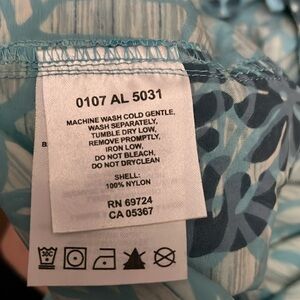 0107 AL 5031
MACHINE WASH COLD GENTLE,
WASH SEPARATELY,
TUMBLE DRY LOW,
REMOVE PROMPTLY,
IRON LOW,
DO NOT BLEACH,
DO NOT DRYCLEAN
SHELL:
100% NYLON
RN 69724
CA 05367